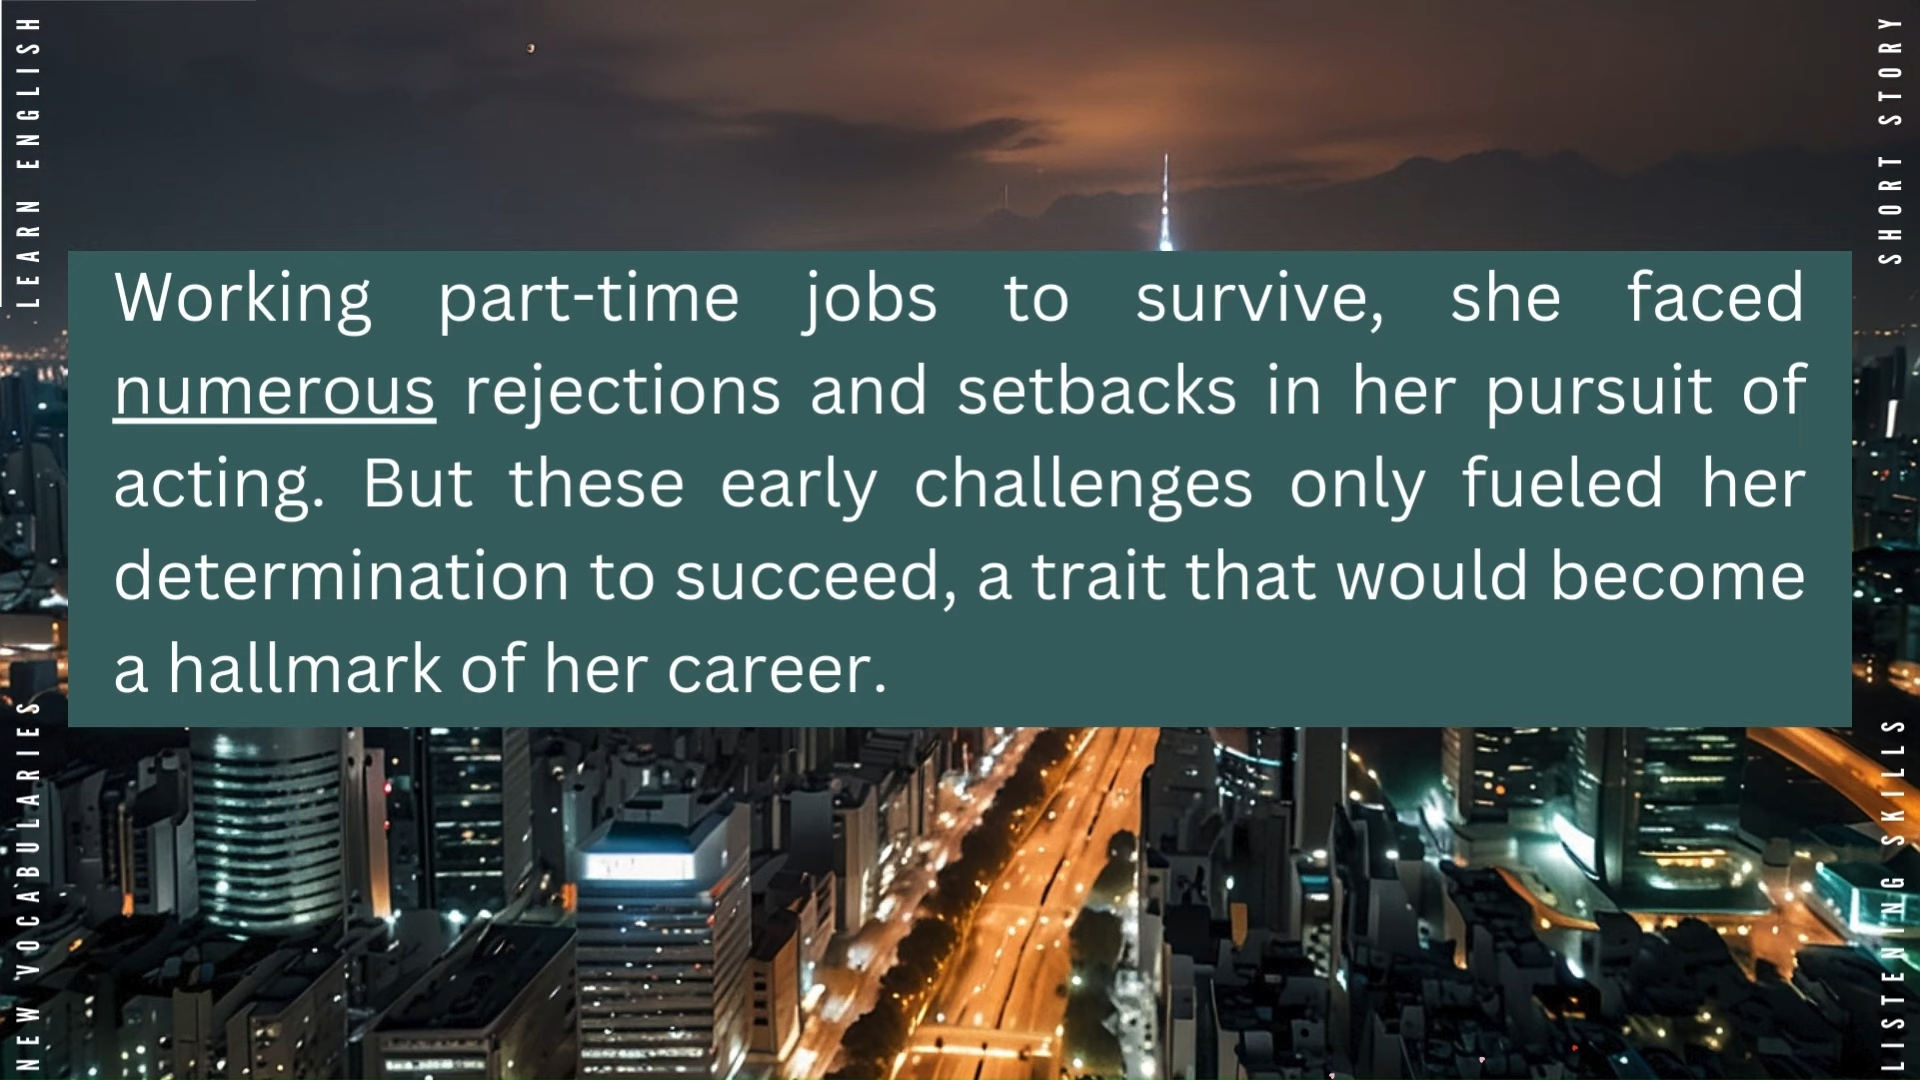 LEARN ENGLISH
SHORT STORY
Working part-time jobs to survive, she faced
numerous rejections and setbacks in her pursuit of
acting. But these early challenges only fueled her
determination to succeed, a trait that would become
a hallmark of her career.
NEW VOCABULARIES
LISTENING SKILLS